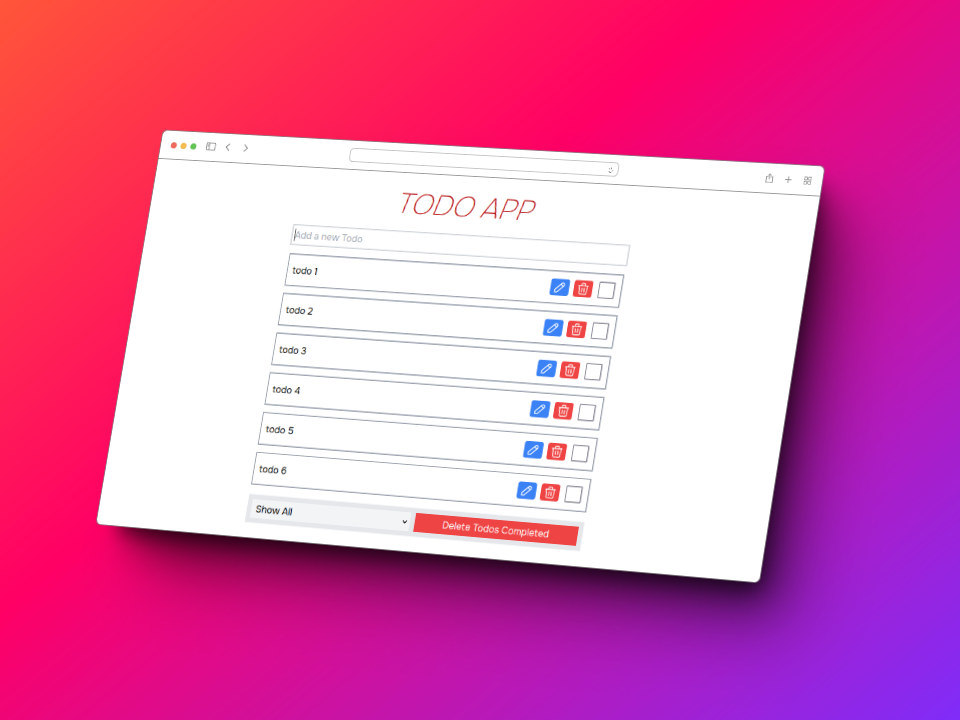 TODO APP
Add a new Todo
todo 1
todo 2
todo 3
todo 4
todo 5
todo 6
Show All
Delete Todos Completed